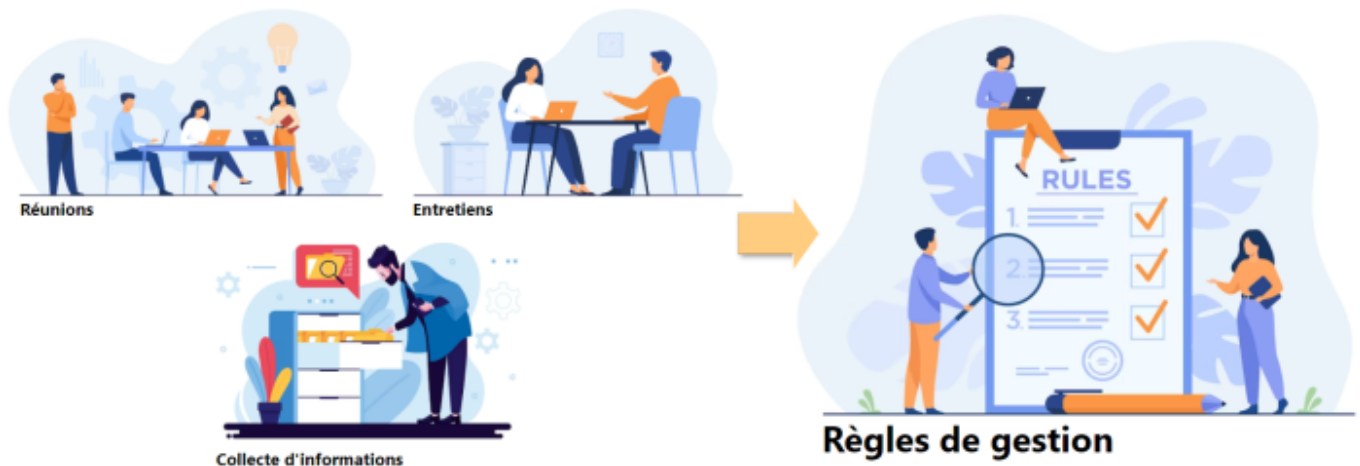 Réunions
Entretiens
Collecte d'informations
RULES
1.
2.
3.
Règles de gestion